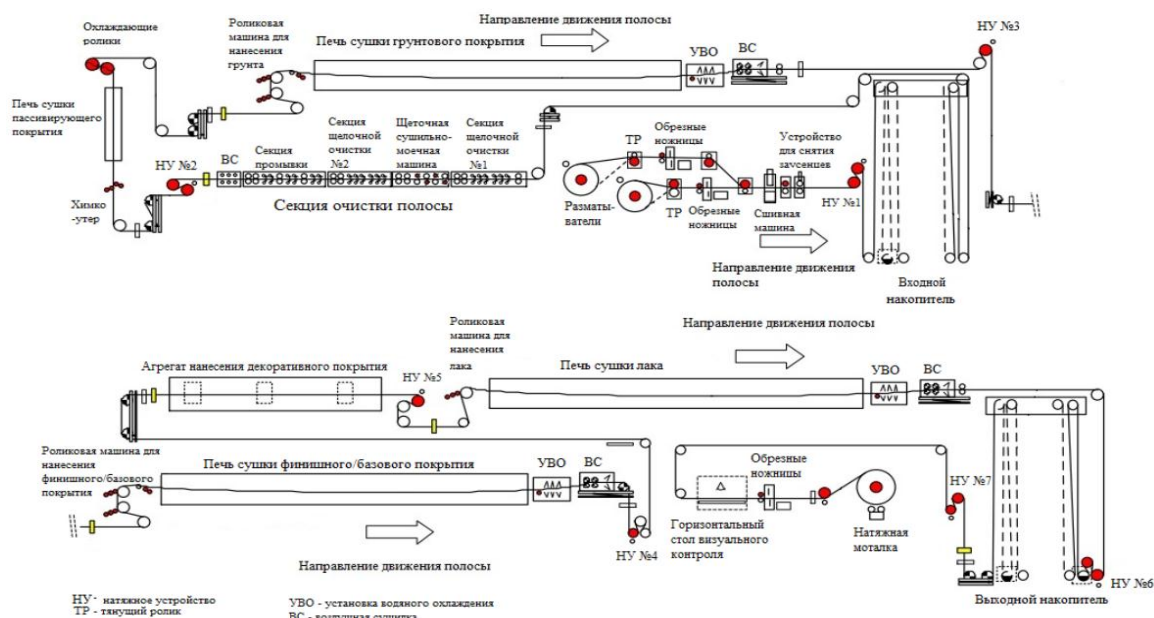 Направление движения полосы
Охлаждающие
ролики
Роликовая
машина для
нанесения
грунта
Печь сушки грунтового покрытия
УВО
ВС
НУ №3
Печь сушки
пассивирующего
покрытия
НУ №2
ВС
Секция
промывки
Секция
щелочной
очистки
№2
Щеточная
сушильно-
моечная
машина
Секция
щелочной
очистки
№1
Химко
-утер
Секция очистки полосы
ТР
Обрезные
ножницы
Устройство
для снятия
заусенцев
Разматы-
ватели
ТР
Обрезные
ножницы
Сшивная
машина
НУ №1
Направление движения
полосы
Входной
накопитель
Направление движения полосы
Роликовая
машина для
нанесения
лака
Агрегат нанесения декоративного покрытия
НУ №5
Печь сушки лака
УВО
ВС
Роликовая машина для
нанесения
финишного/базового
покрытия
Печь сушки финишного/базового покрытия
УВО
ВС
НУ №4
Обрезные
ножницы
НУ №7
Горизонтальный
стол визуального
контроля
Натяжная
моталка
НУ №6
Выходной накопитель
Направление движения полосы
НУ - натяжное устройство
ТР - тянущий ролик
УВО - установка водяного охлаждения
ВС - воздушная сушилка